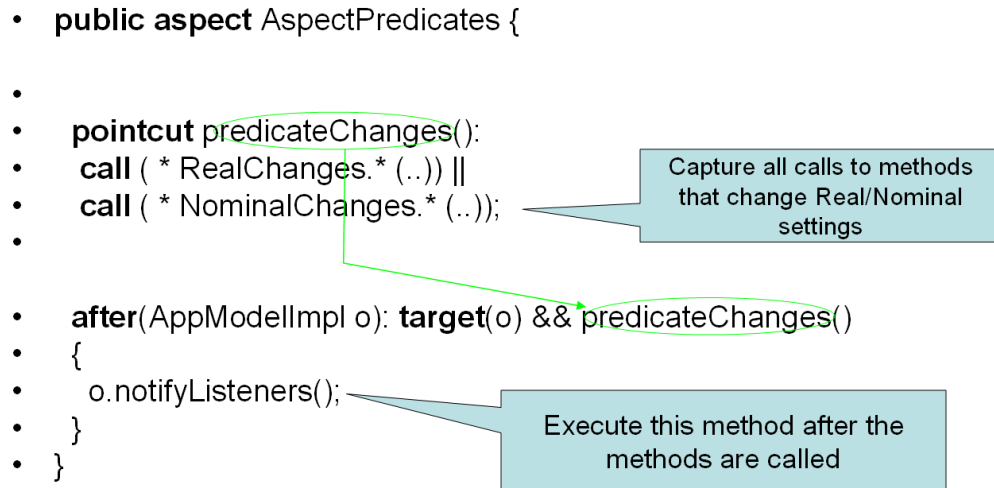 • public aspect AspectPredicates {
•
• pointcut predicateChanges():
• call ( * RealChanges.* (..)) ||
• call ( * NominalChanges.* (..));
•
• after(AppModelImpl o): target(o) && predicateChanges()
• {
• o.notifyListeners();
• }
• }
Capture all calls to methods
that change Real/Nominal
settings
Execute this method after the
methods are called